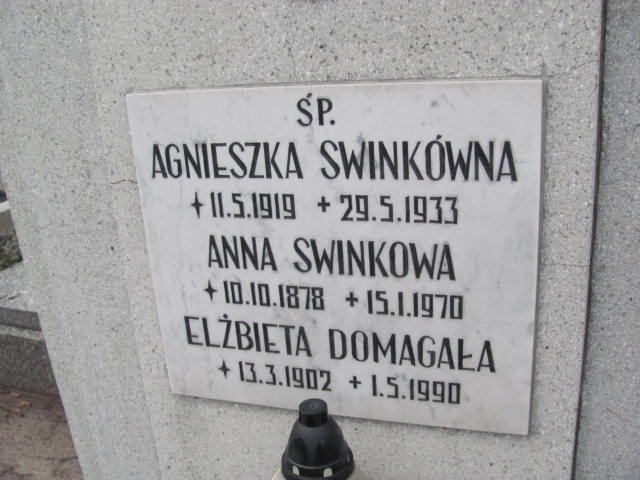 ŚP.
AGNIESZKA SWINKÓWNA
✦ 11.5.1919 + 29.5.1933
ANNA SWINKOWA
✦ 10.10.1878 + 15.1.1970
ELŻBIETA DOMAGAŁA
✦ 13.3.1902 + 1.5.1990